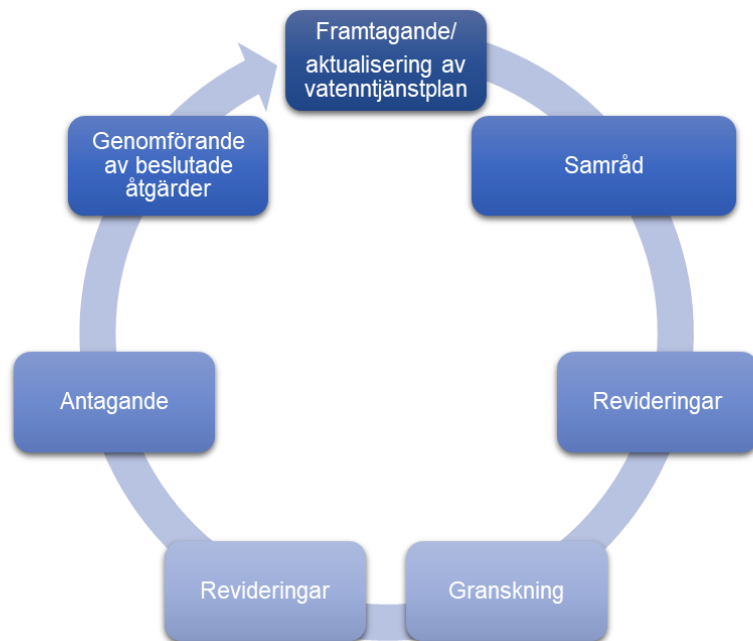 Framtagande/
aktualisering av
vatenntjänstplan
Samråd
Revideringar
Granskning
Revideringar
Antagande
Genomförande
av beslutade
åtgärder